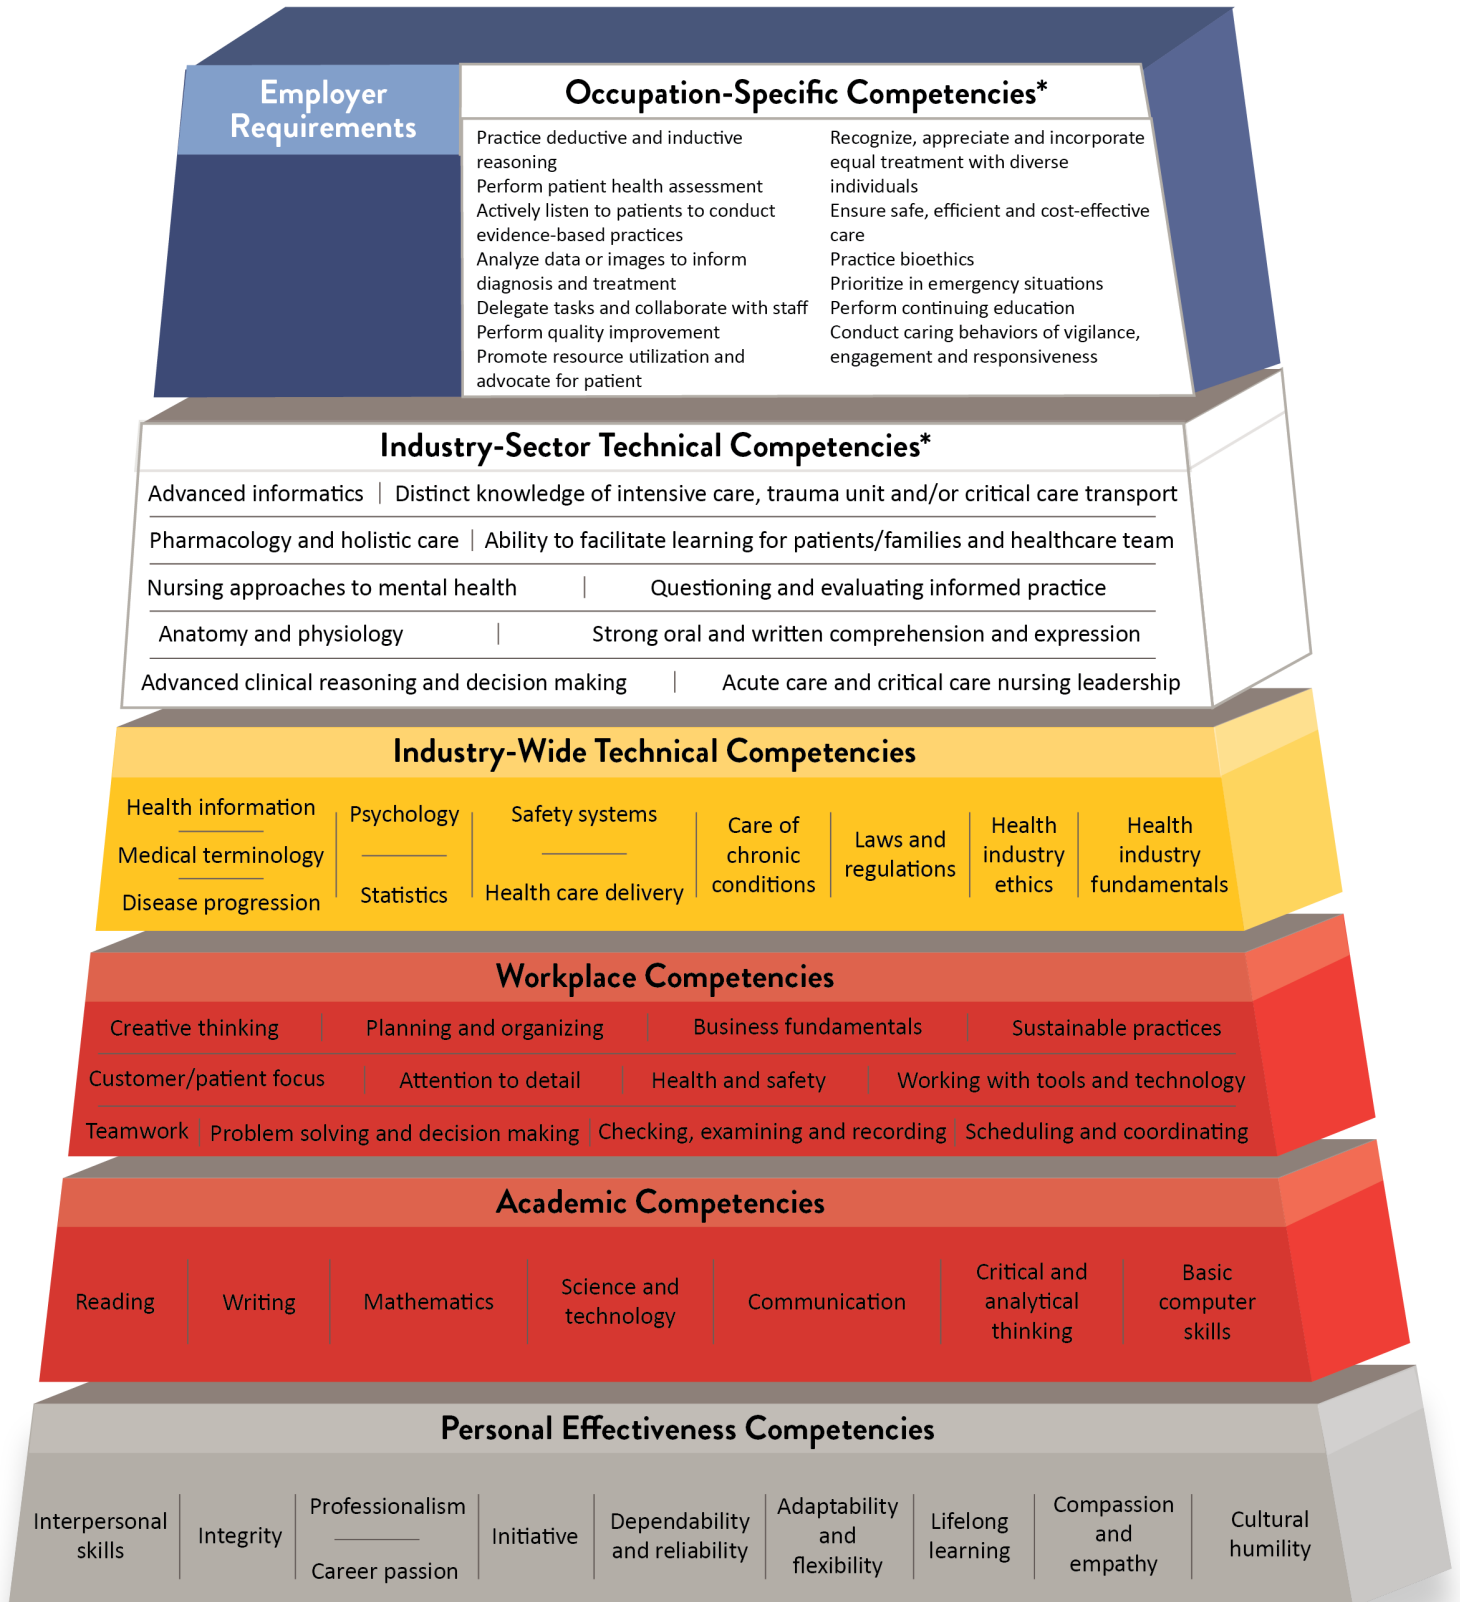 Employer
Requirements
Occupation-Specific Competencies*
Practice deductive and inductive
reasoning
Perform patient health assessment
Actively listen to patients to conduct
evidence-based practices
Analyze data or images to inform
diagnosis and treatment
Delegate tasks and collaborate with staff
Perform quality improvement
Promote resource utilization and
advocate for patient
Recognize, appreciate and incorporate
equal treatment with diverse
individuals
Ensure safe, efficient and cost-effective
care
Practice bioethics
Prioritize in emergency situations
Perform continuing education
Conduct caring behaviors of vigilance,
engagement and responsiveness
Industry-Sector Technical Competencies*
Advanced informatics | Distinct knowledge of intensive care, trauma unit and/or critical care transport
Pharmacology and holistic care | Ability to facilitate learning for patients/families and healthcare team
Nursing approaches to mental health | Questioning and evaluating informed practice
Anatomy and physiology | Strong oral and written comprehension and expression
Advanced clinical reasoning and decision making | Acute care and critical care nursing leadership
Industry-Wide Technical Competencies
Health information
Medical terminology
Disease progression
Psychology
Statistics
Safety systems
Health care delivery
Care of
chronic
conditions
Laws and
regulations
Health
industry
ethics
Health
industry
fundamentals
Workplace Competencies
Creative thinking | Planning and organizing | Business fundamentals | Sustainable practices
Customer/patient focus | Attention to detail | Health and safety | Working with tools and technology
Teamwork | Problem solving and decision making | Checking, examining and recording | Scheduling and coordinating
Academic Competencies
Reading
Writing
Mathematics
Science and
technology
Communication
Critical and
analytical
thinking
Basic
computer
skills
Personal Effectiveness Competencies
Interpersonal
skills
Integrity
Professionalism
Career passion
Initiative
Dependability
and reliability
Adaptability
and
flexibility
Lifelong
learning
Compassion
and
empathy
Cultural
humility